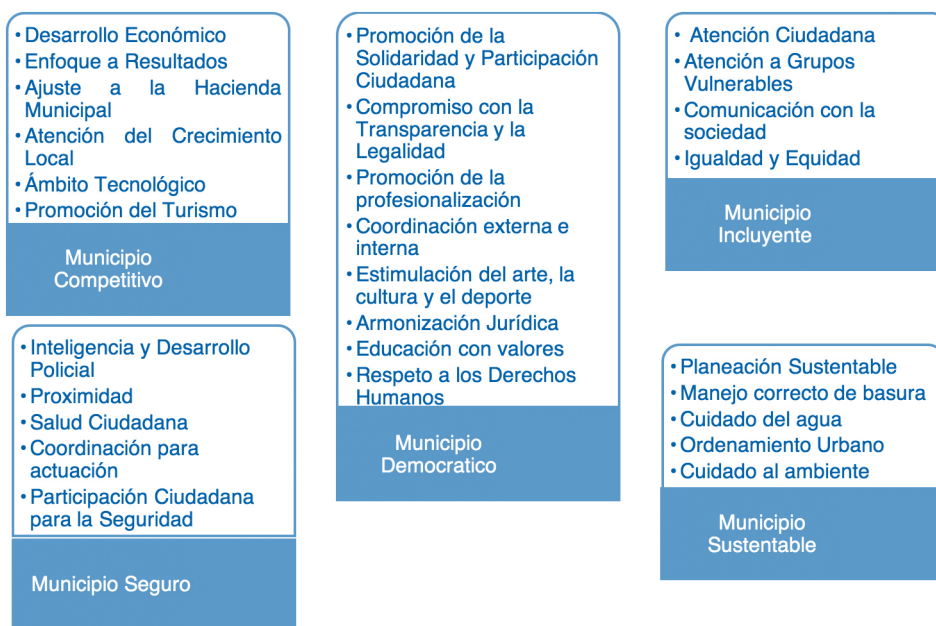 • Desarrollo Económico
• Enfoque a Resultados
• Ajuste a la Hacienda
Municipal
• Atención del Crecimiento
Local
• Ámbito Tecnológico
• Promoción del Turismo
Municipio
Competitivo
• Inteligencia y Desarrollo
Policial
• Proximidad
• Salud Ciudadana
• Coordinación para
actuación
• Participación Ciudadana
para la Seguridad
Municipio Seguro
• Promoción de la
Solidaridad y Participación
Ciudadana
• Compromiso con la
Transparencia y la
Legalidad
• Promoción de la
profesionalización
• Coordinación externa e
interna
• Estimulación del arte, la
cultura y el deporte
• Armonización Jurídica
• Educación con valores
• Respeto a los Derechos
Humanos
Municipio
Democratico
• Atención Ciudadana
• Atención a Grupos
Vulnerables
• Comunicación con la
sociedad
• Igualdad y Equidad
Municipio
Incluyente
• Planeación Sustentable
• Manejo correcto de basura
• Cuidado del agua
• Ordenamiento Urbano
• Cuidado al ambiente
Municipio
Sustentable